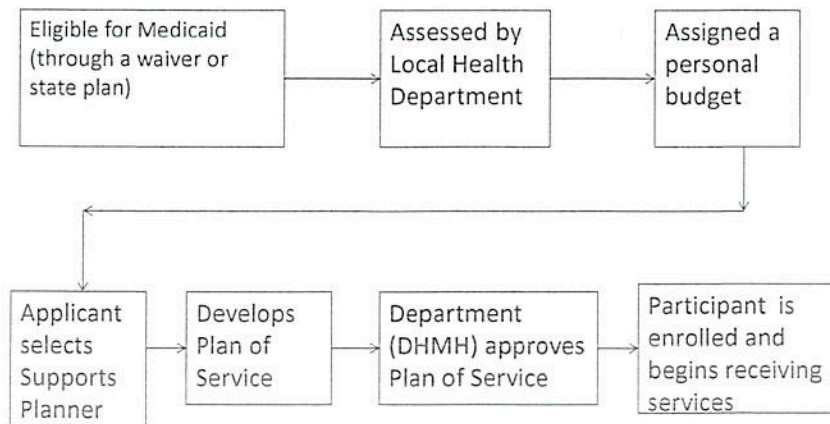 Eligible for Medicaid
(through a waiver or
state plan)
Assessed by
Local Health
Department
Assigned a
personal
budget
Applicant
selects
Supports
Planner
Develops
Plan of
Service
Department
(DHMH) approves
Plan of Service
Participant is
enrolled and
begins receiving
services